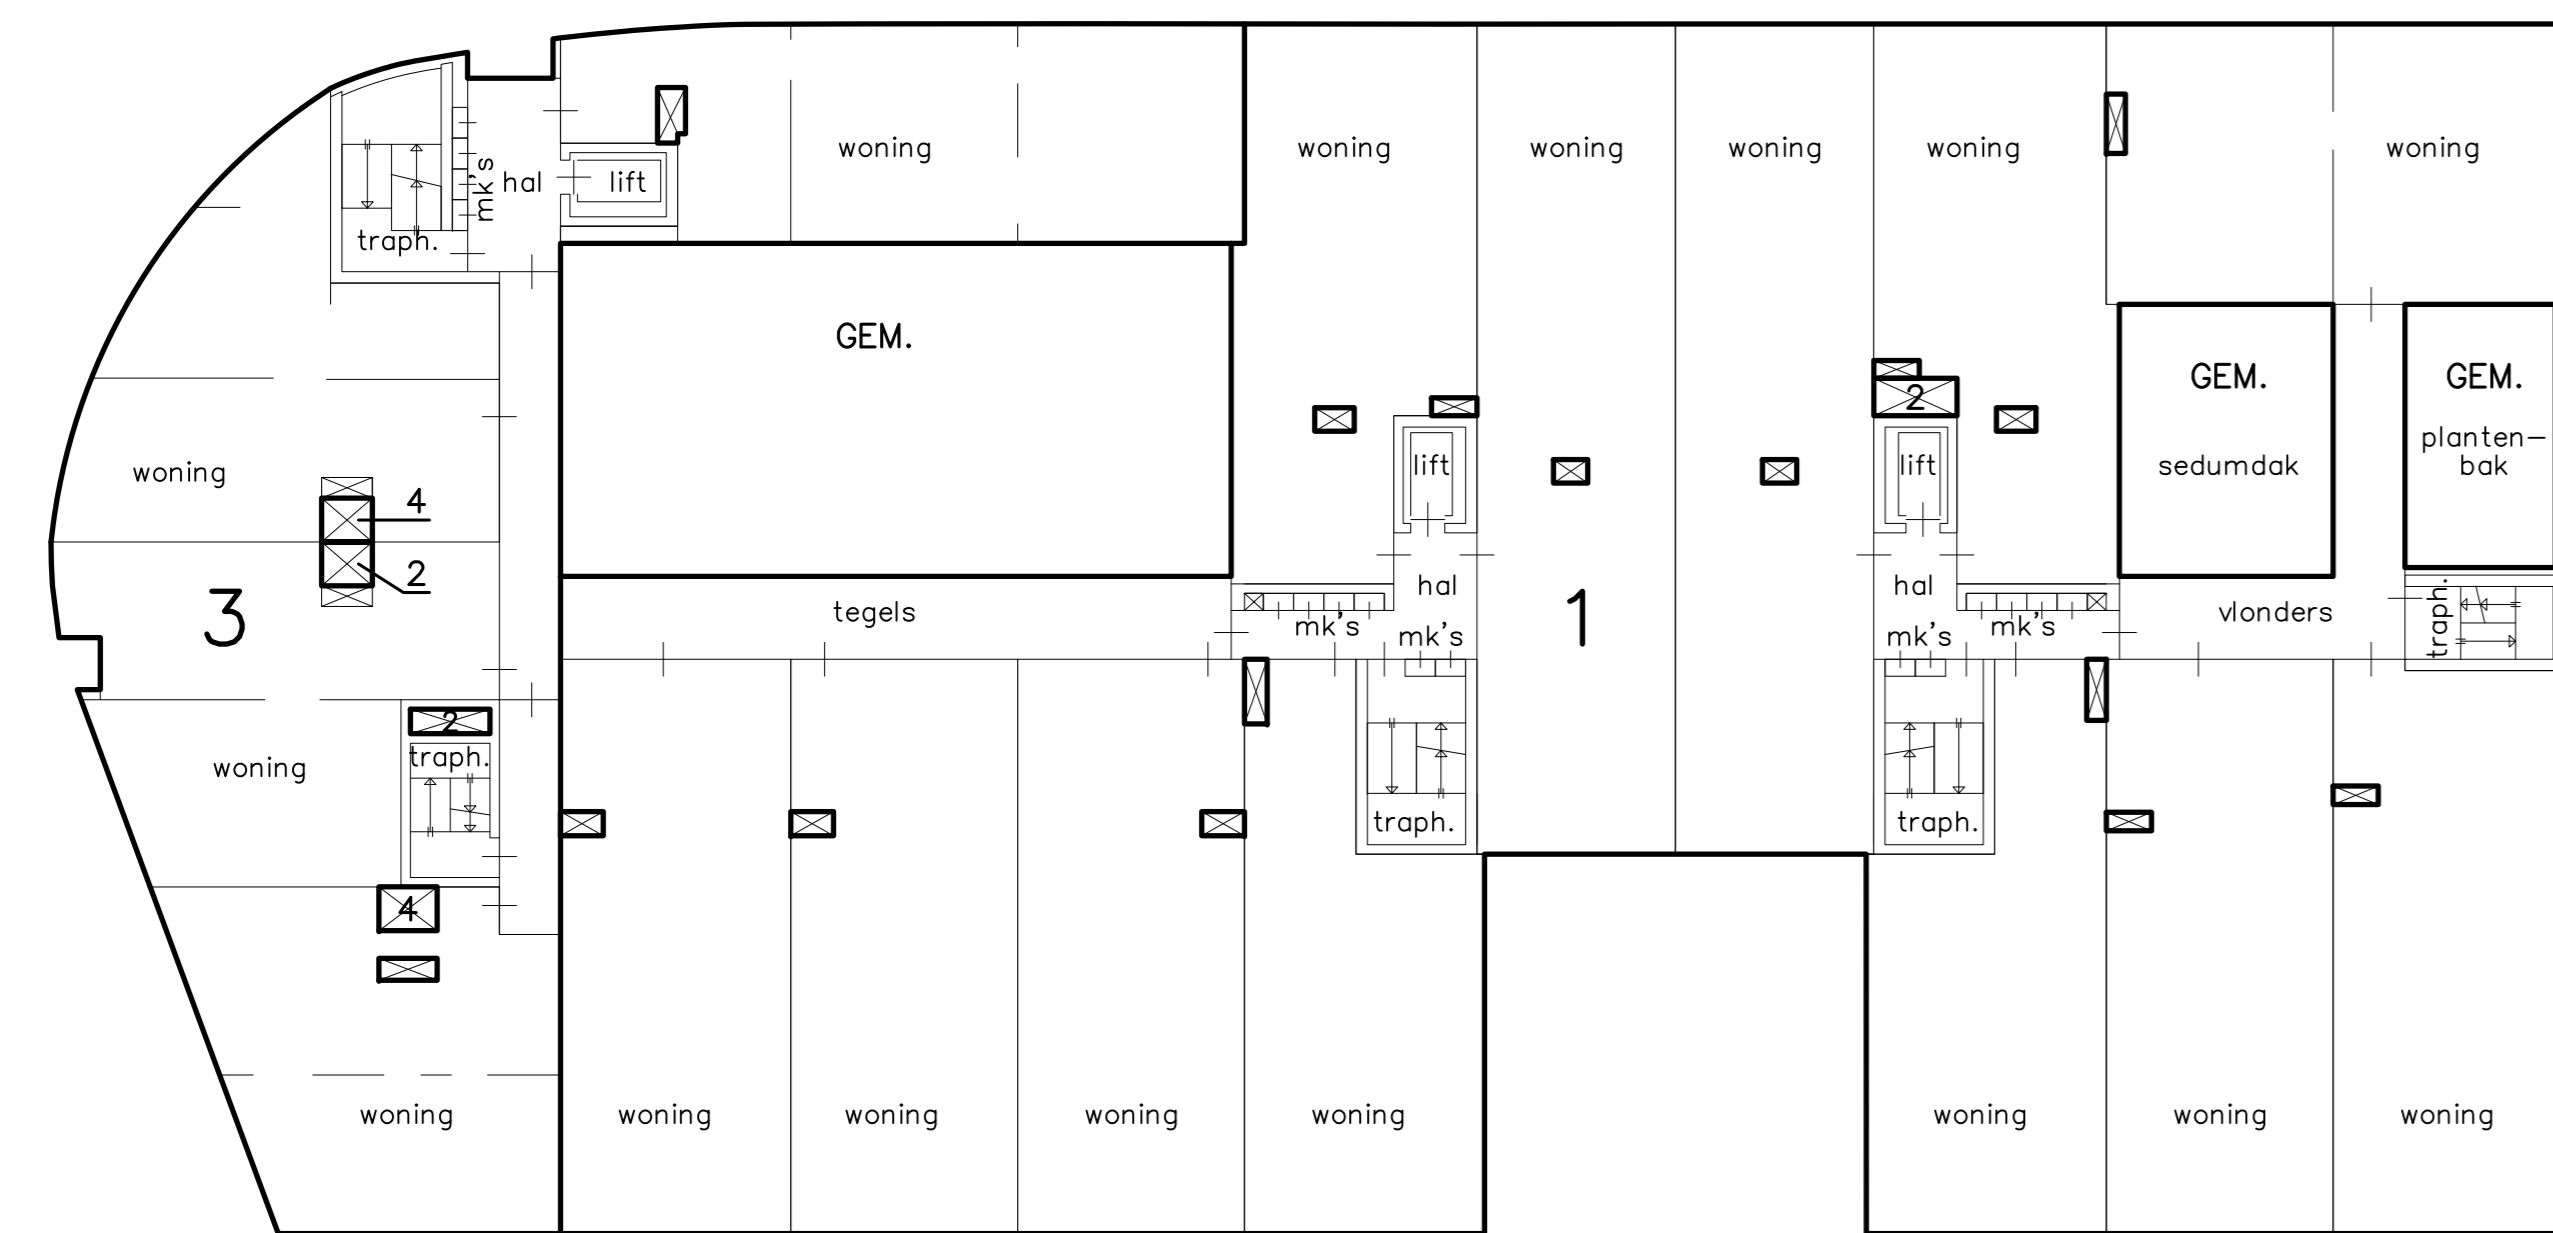 woning
woning
woning
woning
woning
woning
mk's
hal
lift
traph.
GEM.
GEM.
sedumdak
GEM.
planten-
bak
2
lift
lift
woning
4
2
3
tegels
hal
mk's
mk's
1
hal
mk's
mk's
vlonders
traph.
2
traph.
woning
traph.
traph.
4
woning
woning
woning
woning
woning
woning
woning
woning